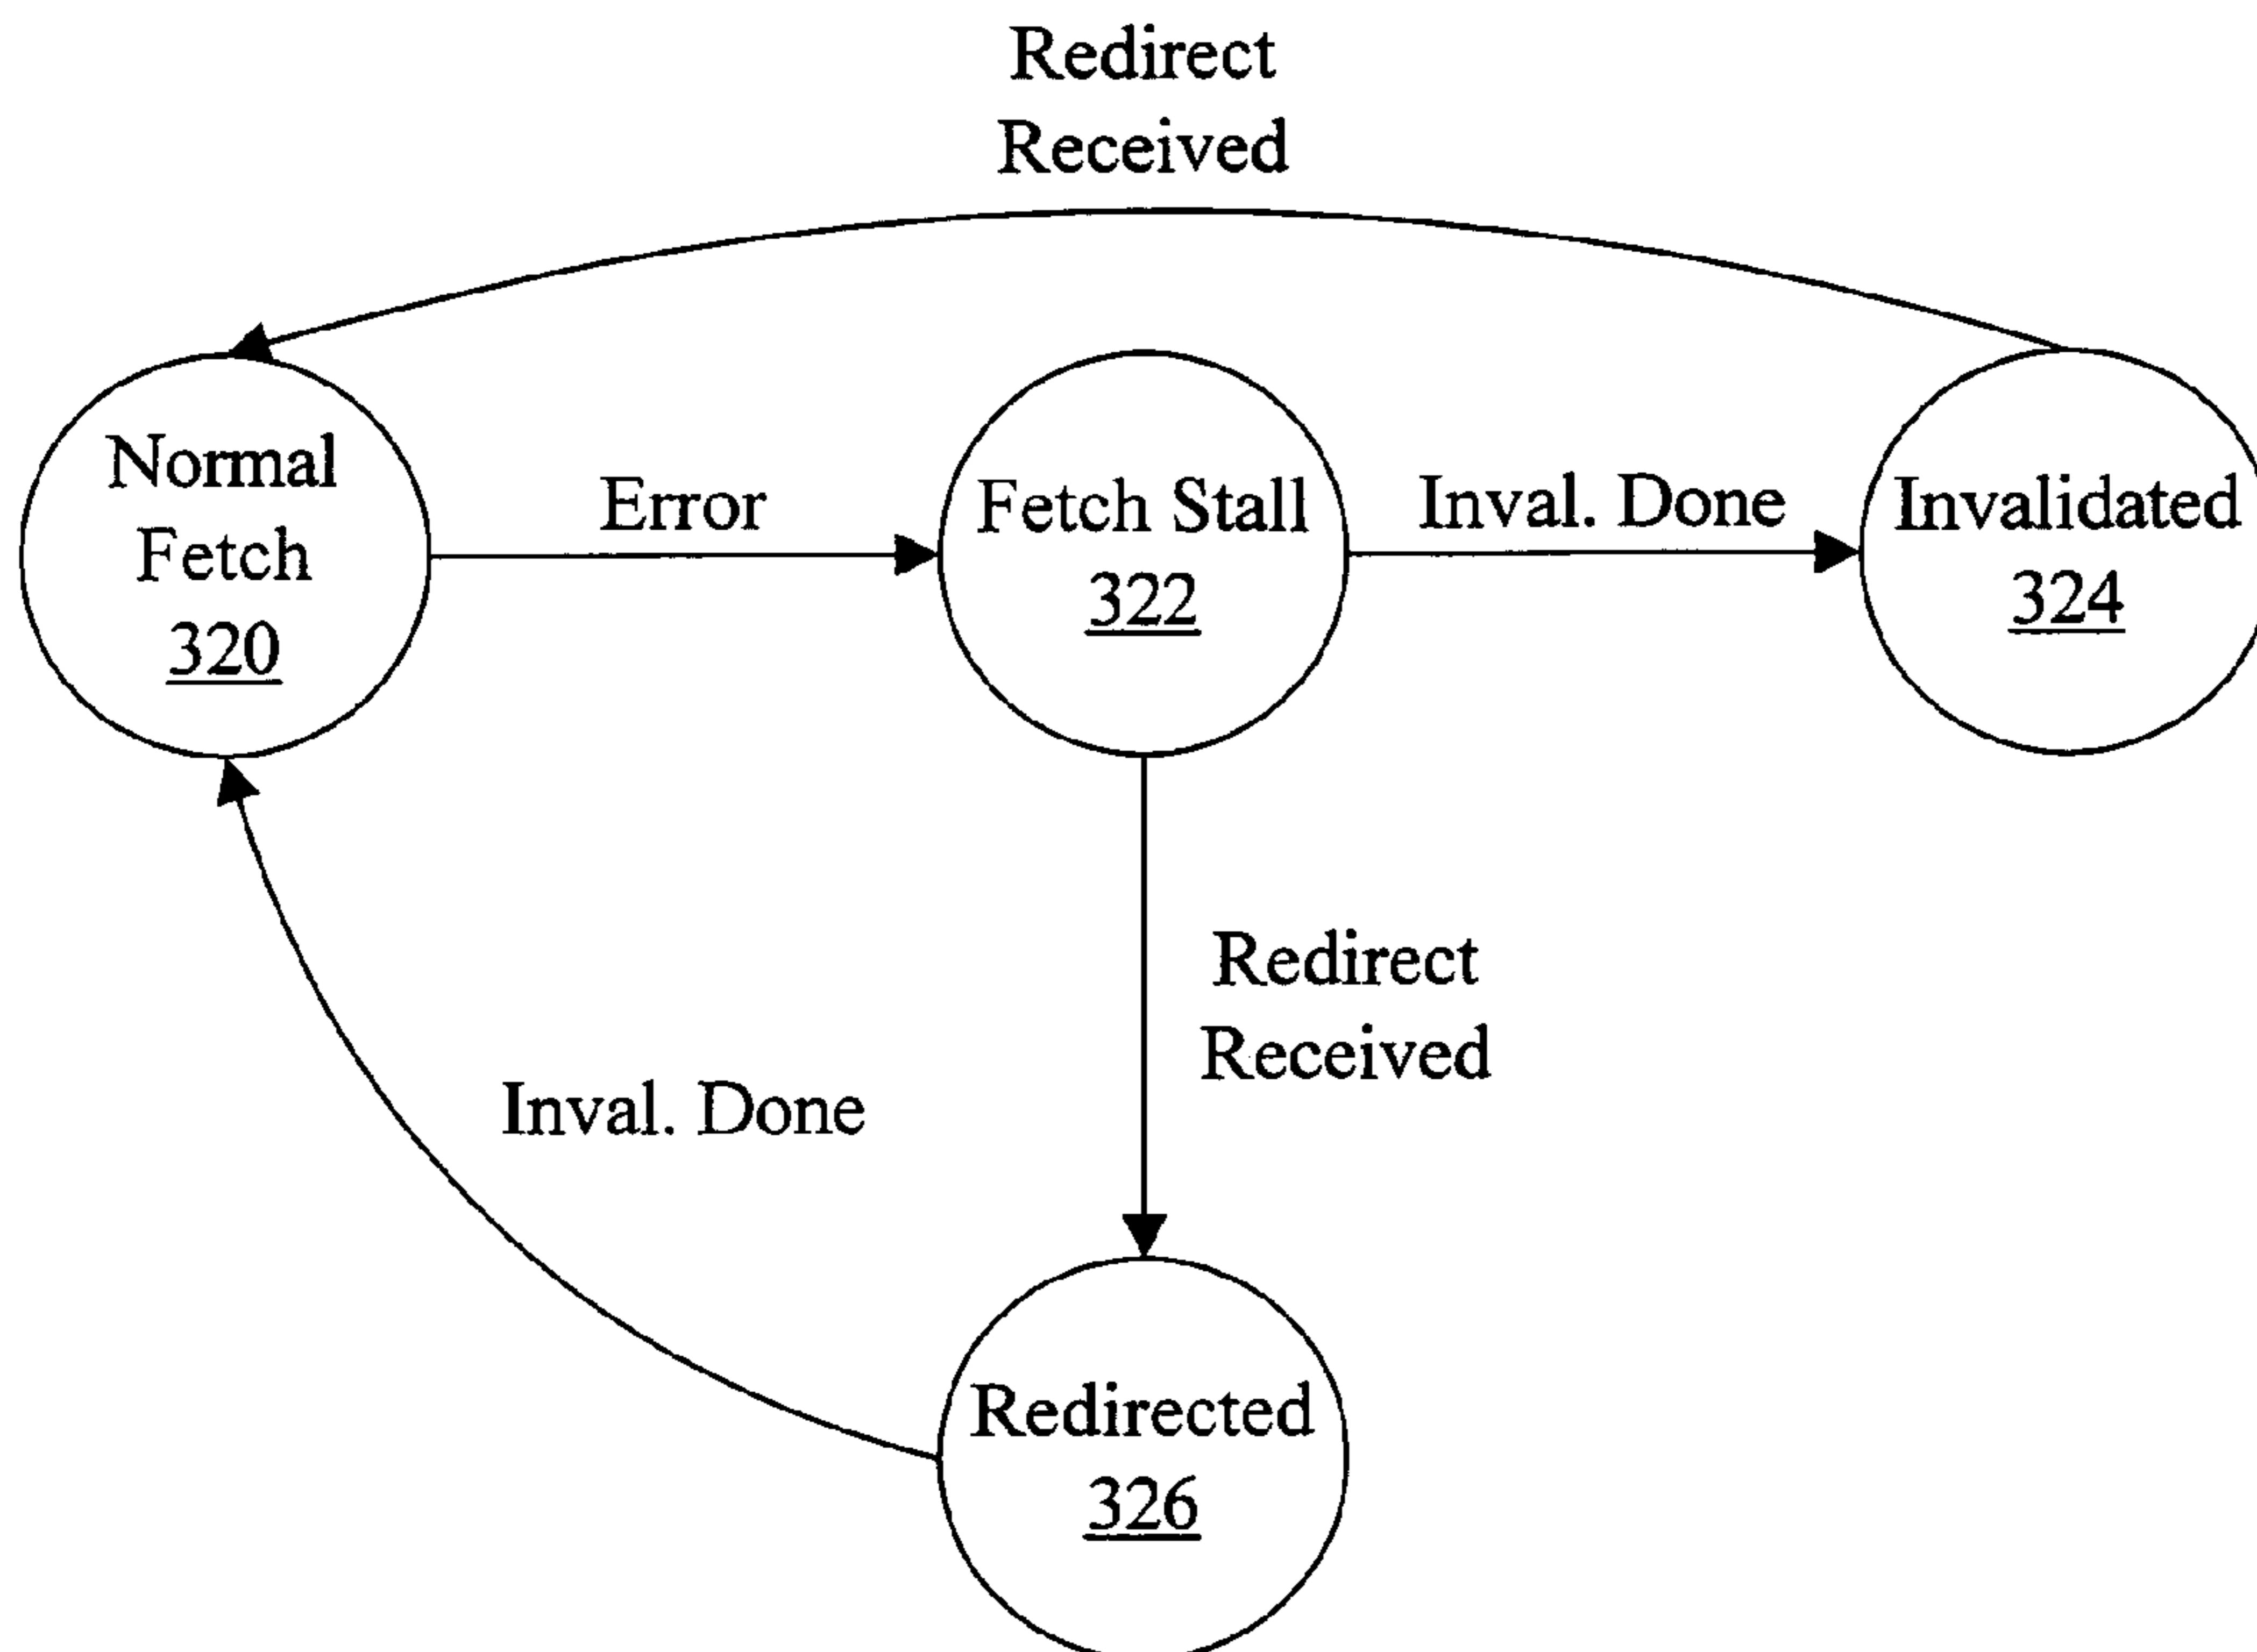 Redirect
Received
Normal
Fetch
320
Error
Fetch Stall
322
Inval. Done
Invalidated
324
Redirect
Received
Inval. Done
Redirected
326